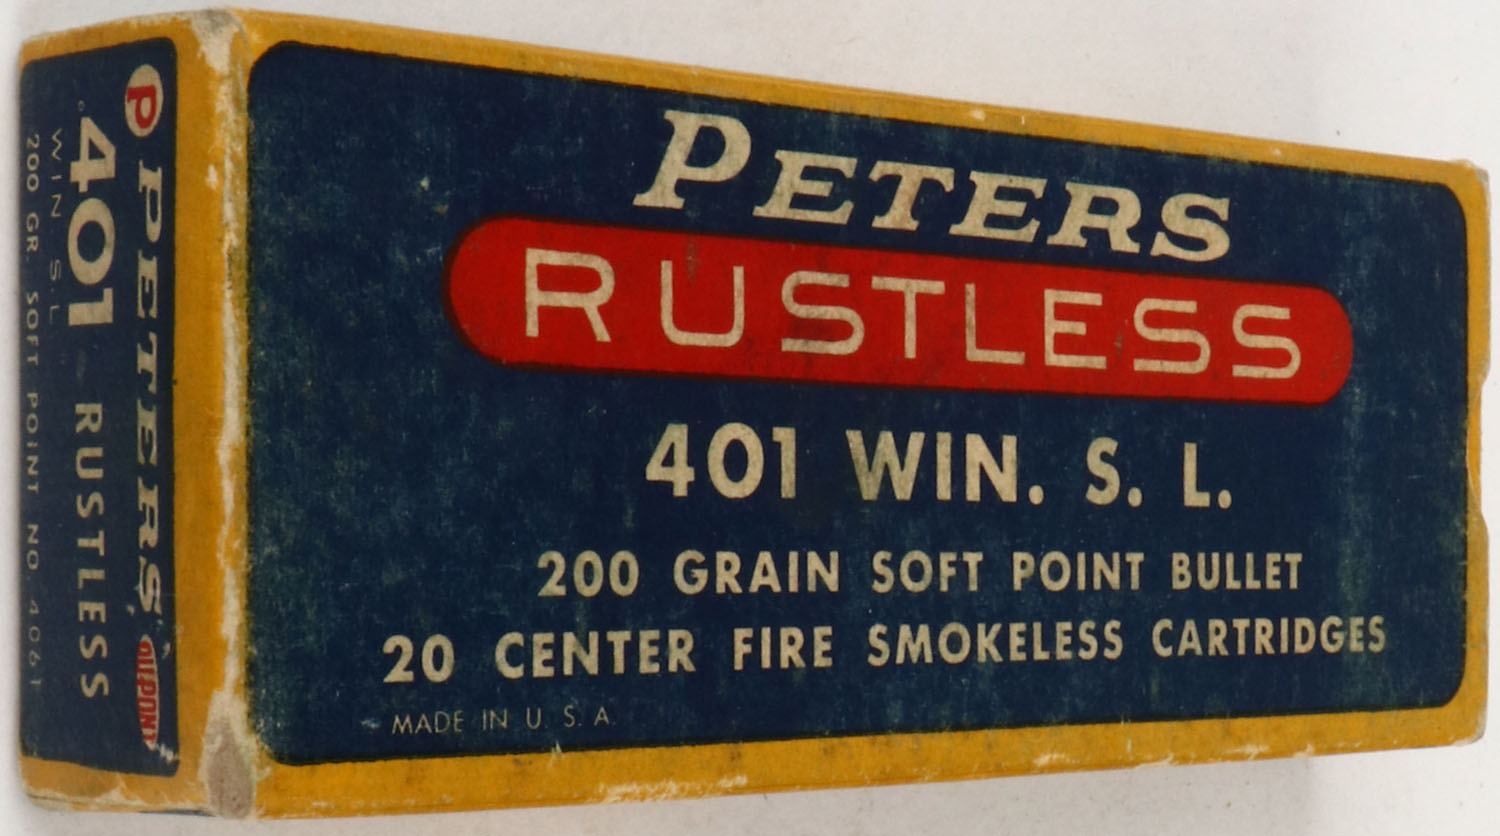 PETERS
RUSTLESS
401 WIN. S. L.
200 GRAIN SOFT POINT BULLET
20 CENTER FIRE SMOKELESS CARTRIDGES
MADE IN U. S. A.
P PETERS DUPONT
401 RUSTLESS
WIN. S. L.
200 GR. SOFT POINT NO. 4061